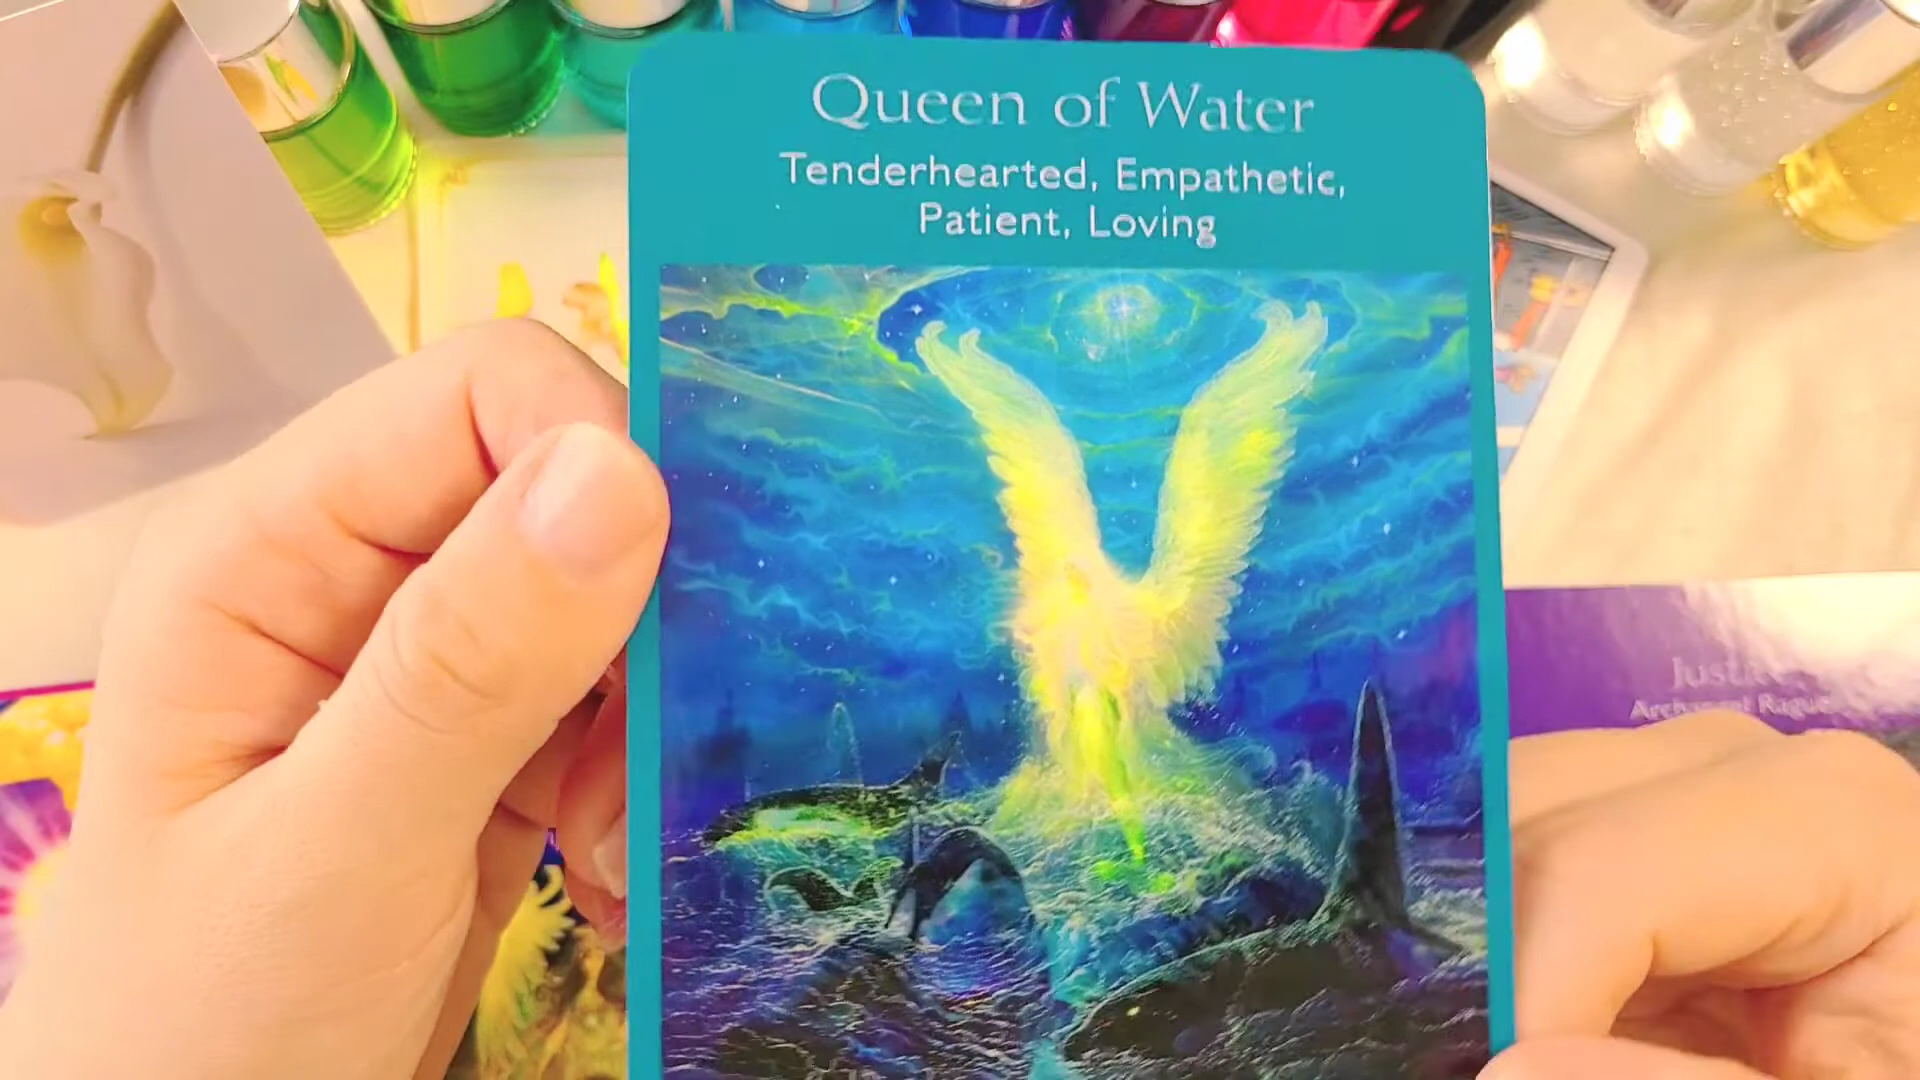 Queen of Water
Tenderhearted, Empathetic,
Patient, Loving